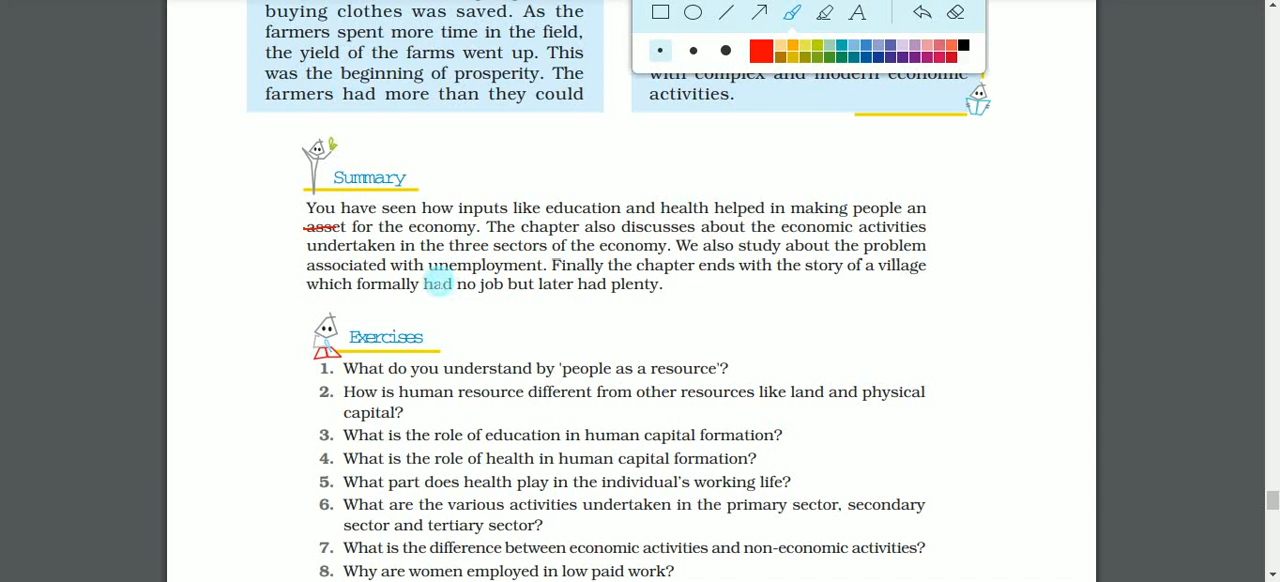 buying clothes was saved. As the
farmers spent more time in the field,
the yield of the farms went up. This
was the beginning of prosperity. The
farmers had more than they could
with complex and modern economic
activities.
Summary
You have seen how inputs like education and health helped in making people an
asset for the economy. The chapter also discusses about the economic activities
undertaken in the three sectors of the economy. We also study about the problem
associated with unemployment. Finally the chapter ends with the story of a village
which formally had no job but later had plenty.
Exercises
1. What do you understand by 'people as a resource'?
2. How is human resource different from other resources like land and physical
capital?
3. What is the role of education in human capital formation?
4. What is the role of health in human capital formation?
5. What part does health play in the individual's working life?
6. What are the various activities undertaken in the primary sector, secondary
sector and tertiary sector?
7. What is the difference between economic activities and non-economic activities?
8. Why are women employed in low paid work?